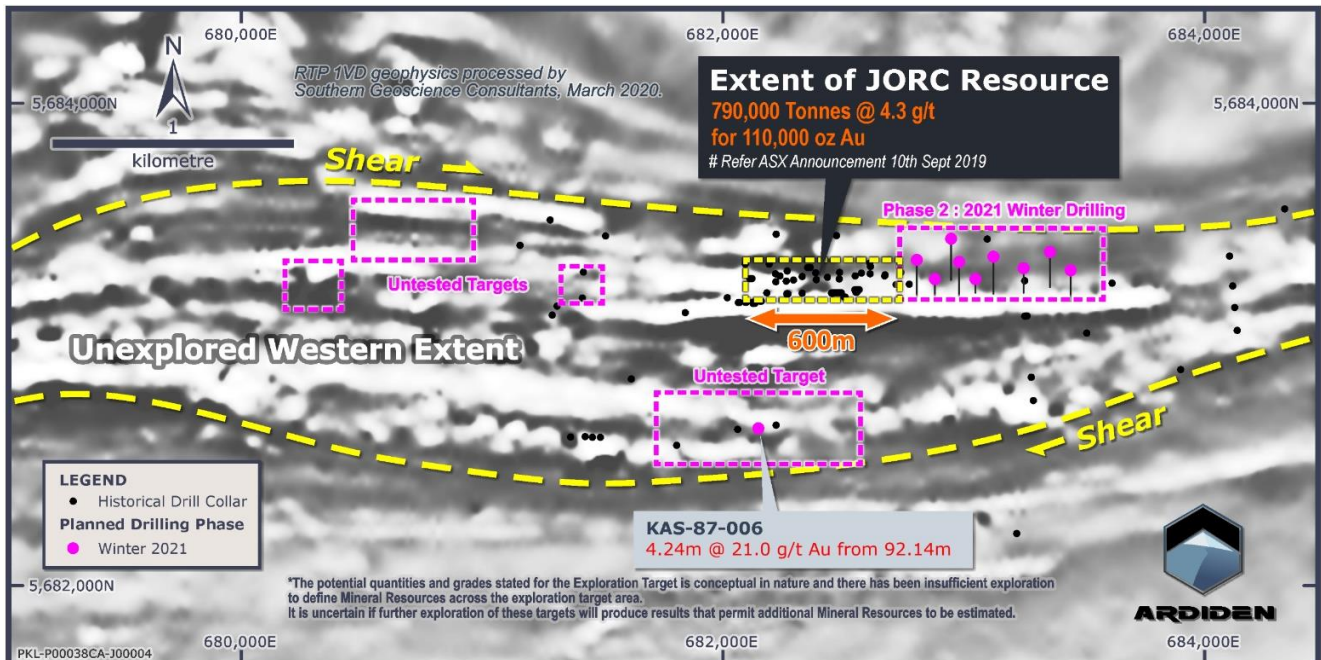 680,000E
682,000E
684,000E
N
RTP 1VD geophysics processed by
Southern Geoscience Consultants, March 2020.
5,684,000N
5,684,000N
1
kilometre
Extent of JORC Resource
790,000 Tonnes @ 4.3 g/t
for 110,000 oz Au
# Refer ASX Announcement 10th Sept 2019
Shear
Phase 2 : 2021 Winter Drilling
Untested Targets
600m
Unexplored Western Extent
Untested Target
Shear
LEGEND
Historical Drill Collar
Planned Drilling Phase
Winter 2021
KAS-87-006
4.24m @ 21.0 g/t Au from 92.14m
5,682,000N
*The potential quantities and grades stated for the Exploration Target is conceptual in nature and there has been insufficient exploration
to define Mineral Resources across the exploration target area.
It is uncertain if further exploration of these targets will produce results that permit additional Mineral Resources to be estimated.
ARDIDEN
PKL-P00038CA-J00004
680,000E
682,000E
684,000E